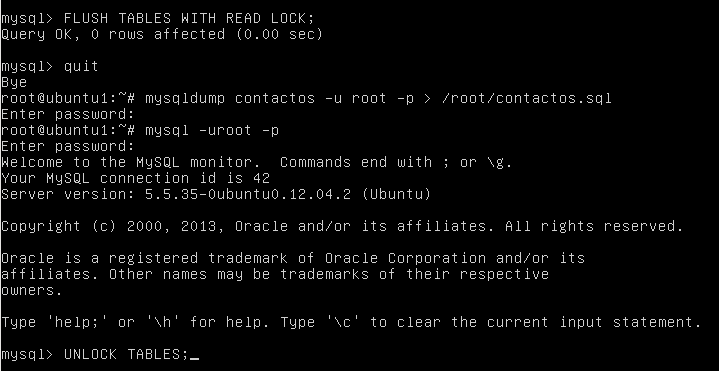 mysql> FLUSH TABLES WITH READ LOCK;
Query OK, 0 rows affected (0.00 sec)
mysql> quit
Bye
root@ubuntu1:~# mysqldump contactos -u root -p > /root/contactos.sql
Enter password:
root@ubuntu1:~# mysql -uroot -p
Enter password:
Welcome to the MySQL monitor.  Commands end with ; or \g.
Your MySQL connection id is 42
Server version: 5.5.35-0ubuntu0.12.04.2 (Ubuntu)
Copyright (c) 2000, 2013, Oracle and/or its affiliates. All rights reserved.
Oracle is a registered trademark of Oracle Corporation and/or its
affiliates. Other names may be trademarks of their respective
owners.
Type 'help;' or '\h' for help. Type '\c' to clear the current input statement.
mysql> UNLOCK TABLES;_